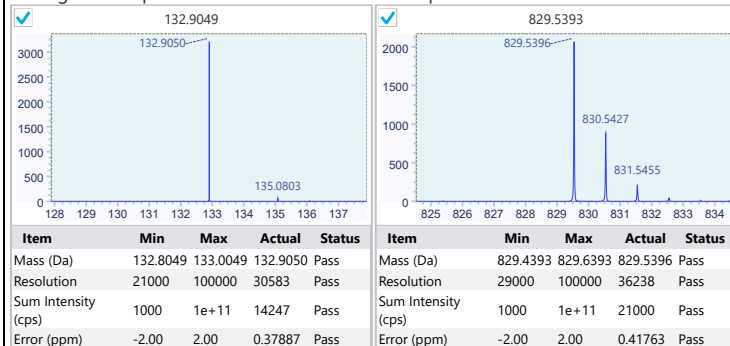 132.9049
132.9050
3000
2500
2000
1500
1000
500
0
135.0803
128 129 130 131 132 133 134 135 136 137
Item Min Max Actual Status
Mass (Da) 132.8049 133.0049 132.9050 Pass
Resolution 21000 100000 30583 Pass
Sum Intensity
(cps) 1000 1e+11 14247 Pass
Error (ppm) -2.00 2.00 0.37887 Pass
829.5393
829.5396
2000
1500
1000
500
0
830.5427
831.5455
825 826 827 828 829 830 831 832 833 834
Item Min Max Actual Status
Mass (Da) 829.4393 829.6393 829.5396 Pass
Resolution 29000 100000 36238 Pass
Sum Intensity
(cps) 1000 1e+11 21000 Pass
Error (ppm) -2.00 2.00 0.41763 Pass